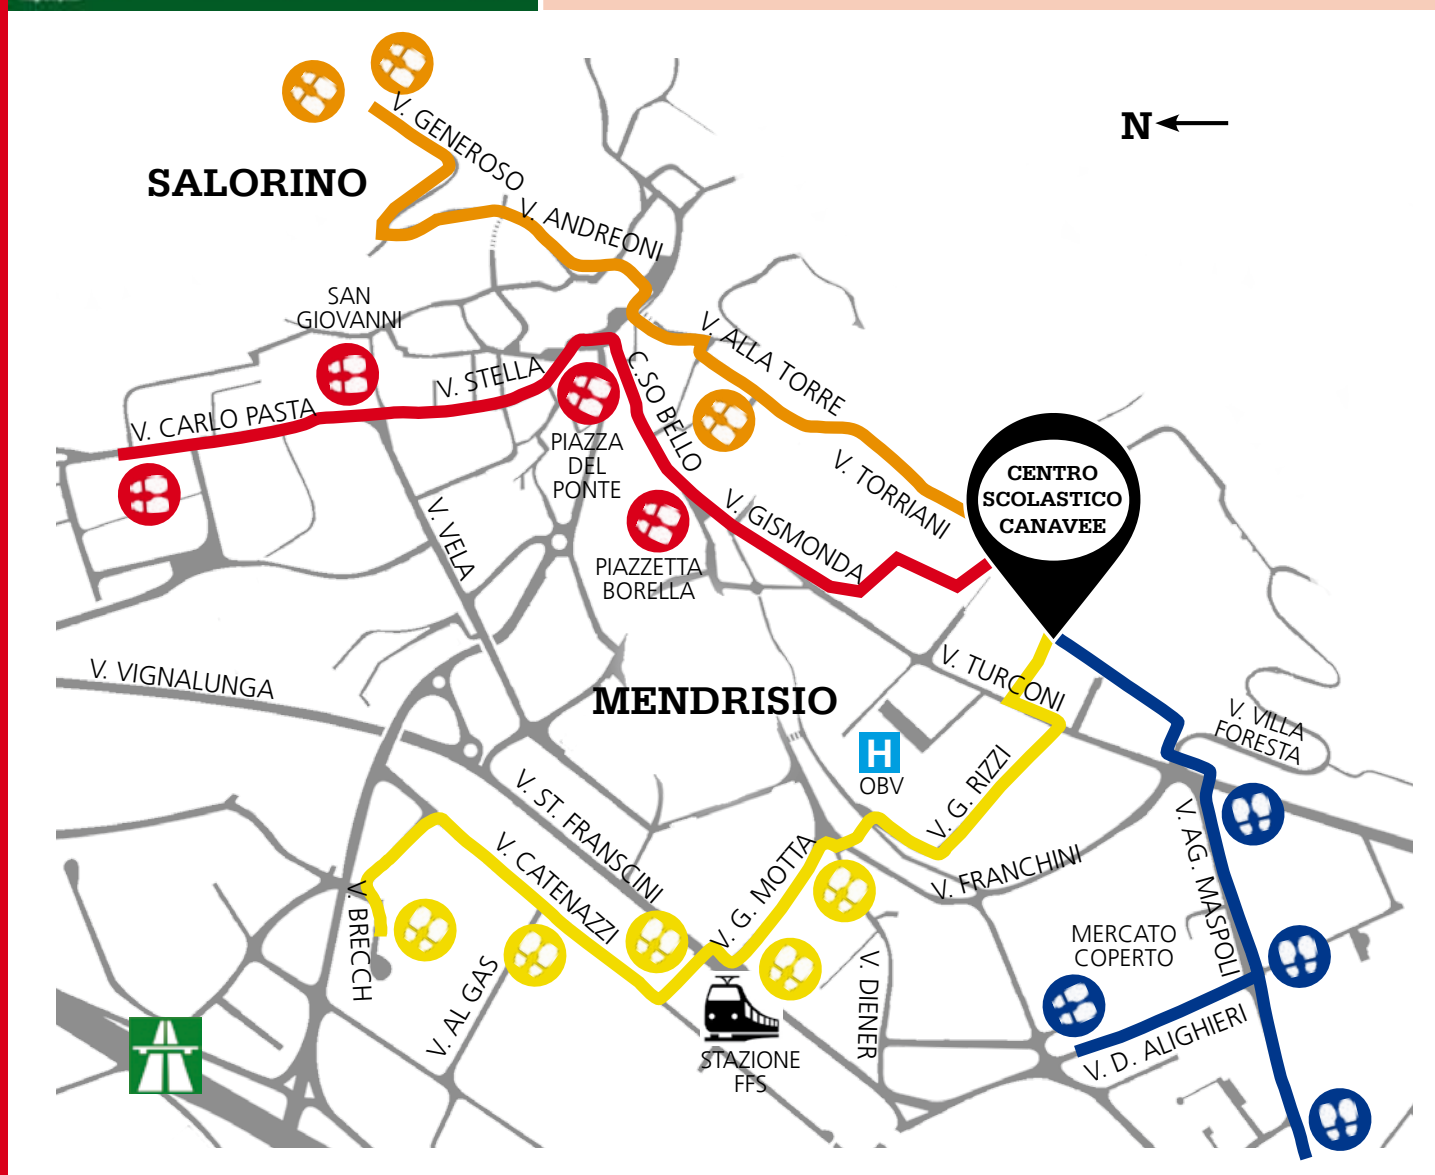 V. GENEROSO
N
SALORINO
V. ANDREONI
SAN
GIOVANNI
V. ALLA TORRE
V. STELLA
C.SO BELLO
V. CARLO PASTA
PIAZZA
DEL
PONTE
V. TORRIANI
CENTRO
SCOLASTICO
CANAVEE
V. GISMONDA
V. VELA
PIAZZETTA
BORELLA
V. VIGNALUNGA
MENDRISIO
V. TURCONI
V. VILLA
FORESTA
H
OBV
V. G. RIZZI
V. ST. FRANSCINI
V. CATENAZZI
V. G. MOTTA
V. FRANCHINI
V. AG. MASPOLI
V. BRECCH
V. AL GAS
V. DIENER
MERCATO
COPERTO
V. D. ALIGHIERI
STAZIONE
FFS